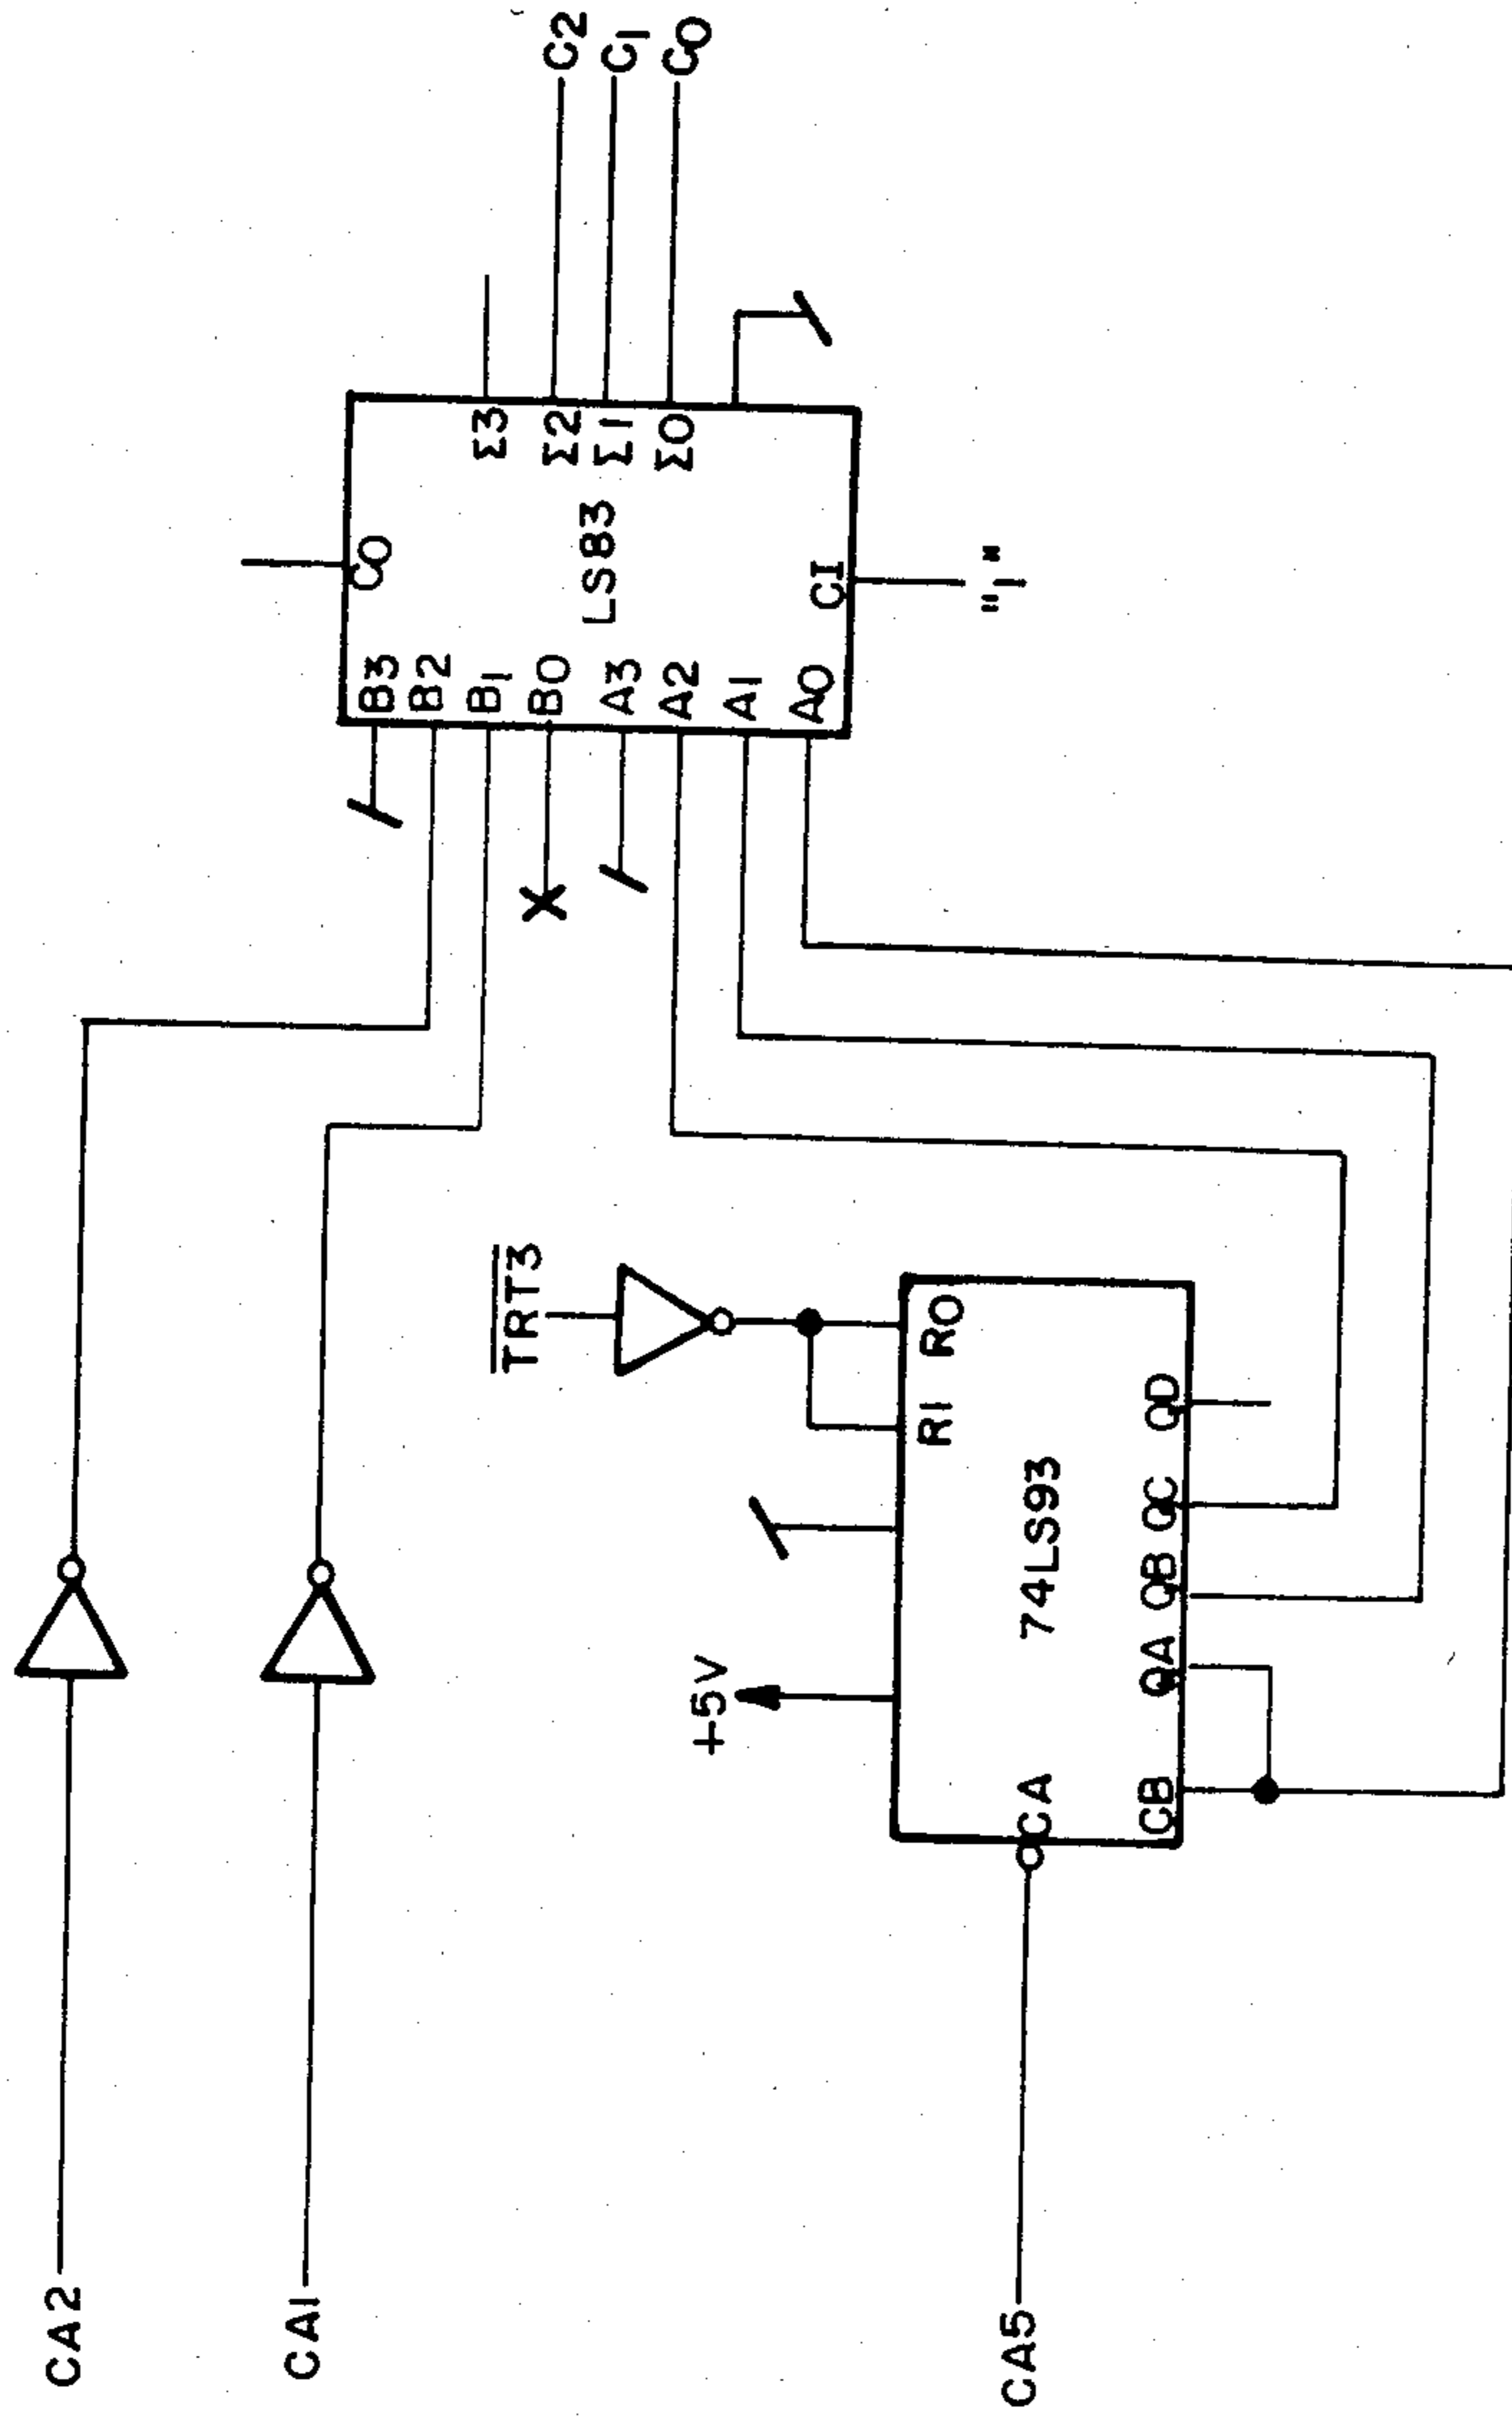 CA2
CA1
CA5
+5V
TRT3
CA
R1
R0
74LS93
CB
QA
QB
QC
QD
B3
B2
B1
B0
A3
A2
A1
A0
CO
LS83
CI
"1"
Σ3
Σ2
Σ1
Σ0
C2
C1
C0